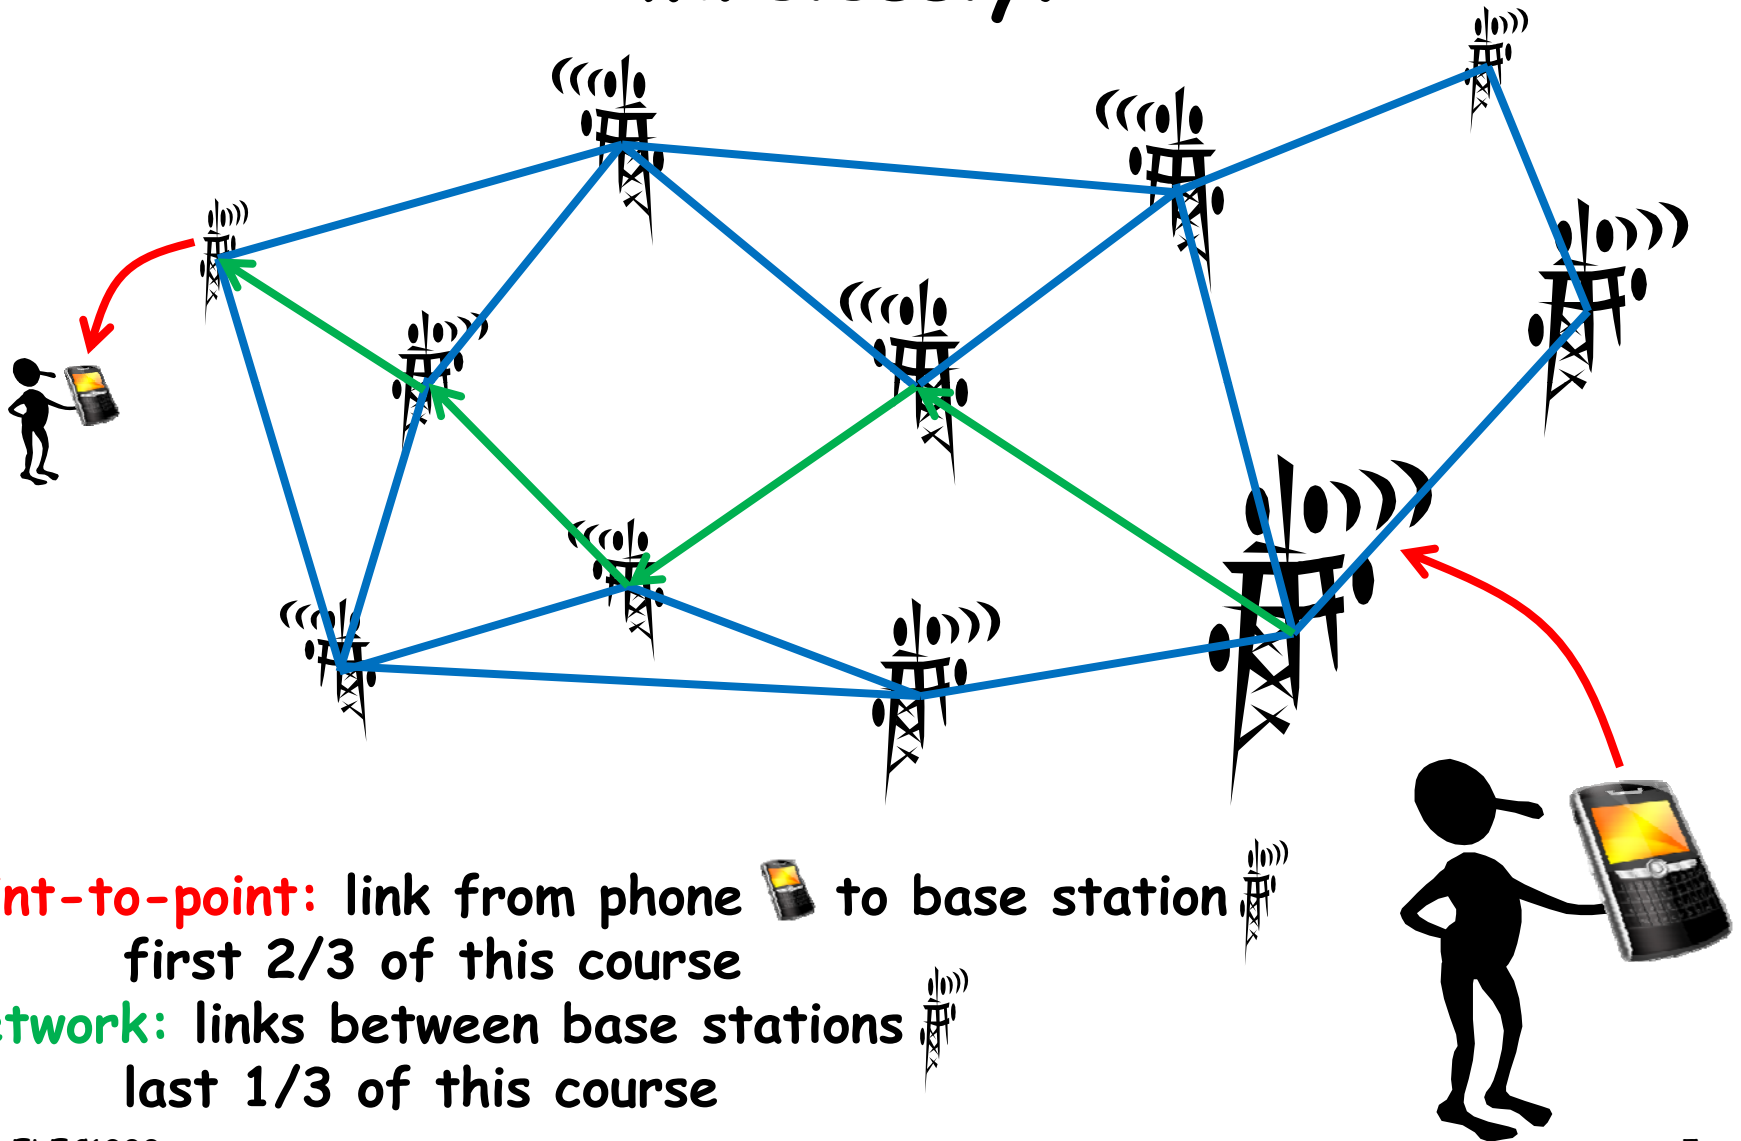 nt-to-point: link from phone to base station
first 2/3 of this course
twork: links between base stations
last 1/3 of this course